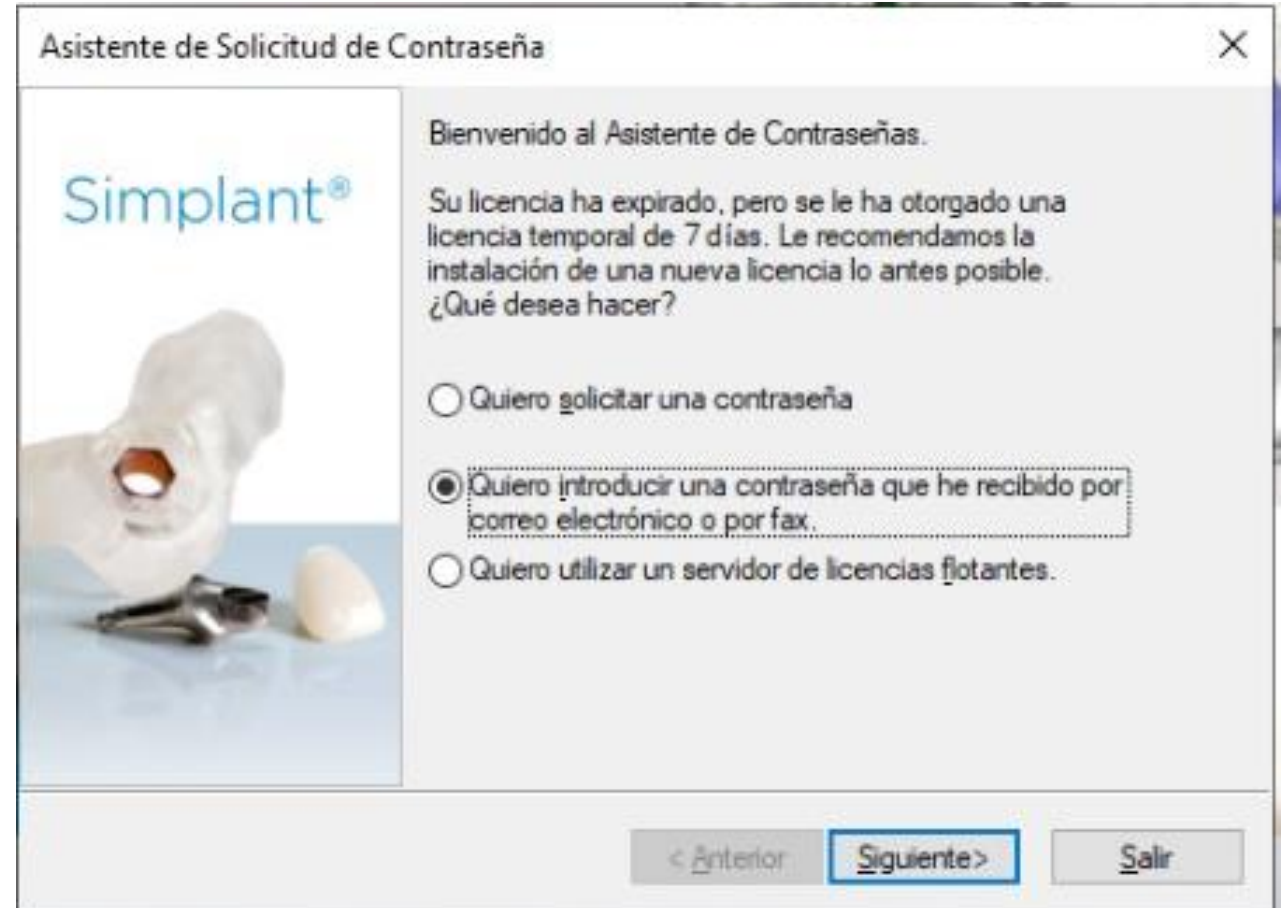 Asistente de Solicitud de Contraseña
Simplant®
Bienvenido al Asistente de Contraseñas.
Su licencia ha expirado, pero se le ha otorgado una
licencia temporal de 7 días. Le recomendamos la
instalación de una nueva licencia lo antes posible.
¿Qué desea hacer?
Quiero solicitar una contraseña
Quiero introducir una contraseña que he recibido por
correo electrónico o por fax.
Quiero utilizar un servidor de licencias flotantes.
< Anterior
Siguiente>
Salir